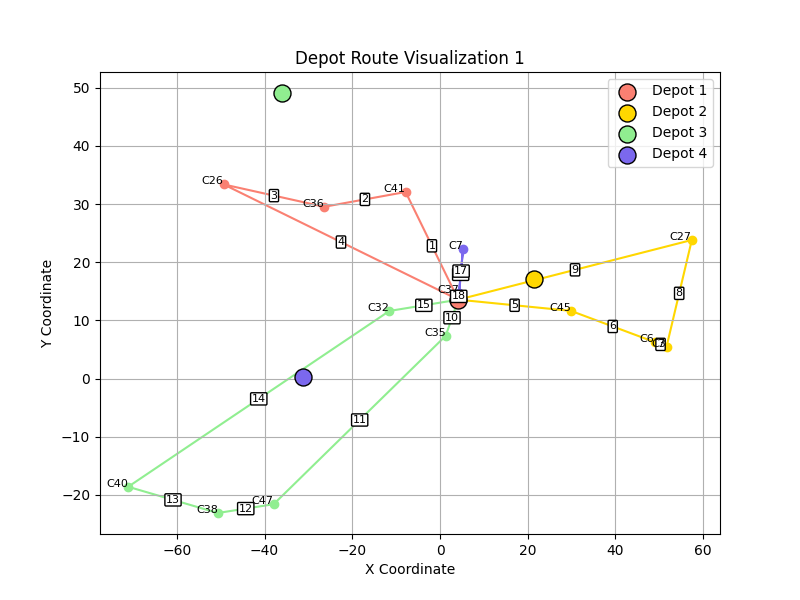 Depot Route Visualization 1
Depot 1
Depot 2
Depot 3
Depot 4
50
40
30
20
10
0
−10
−20
Y Coordinate
−60
−40
−20
0
20
40
60
X Coordinate
C26
3
C36
2
C41
4
1
C7
17
C27
9
8
C37
18
C32
15
10
C35
5
C45
6
C6
7
14
11
C40
13
C38
12
C47